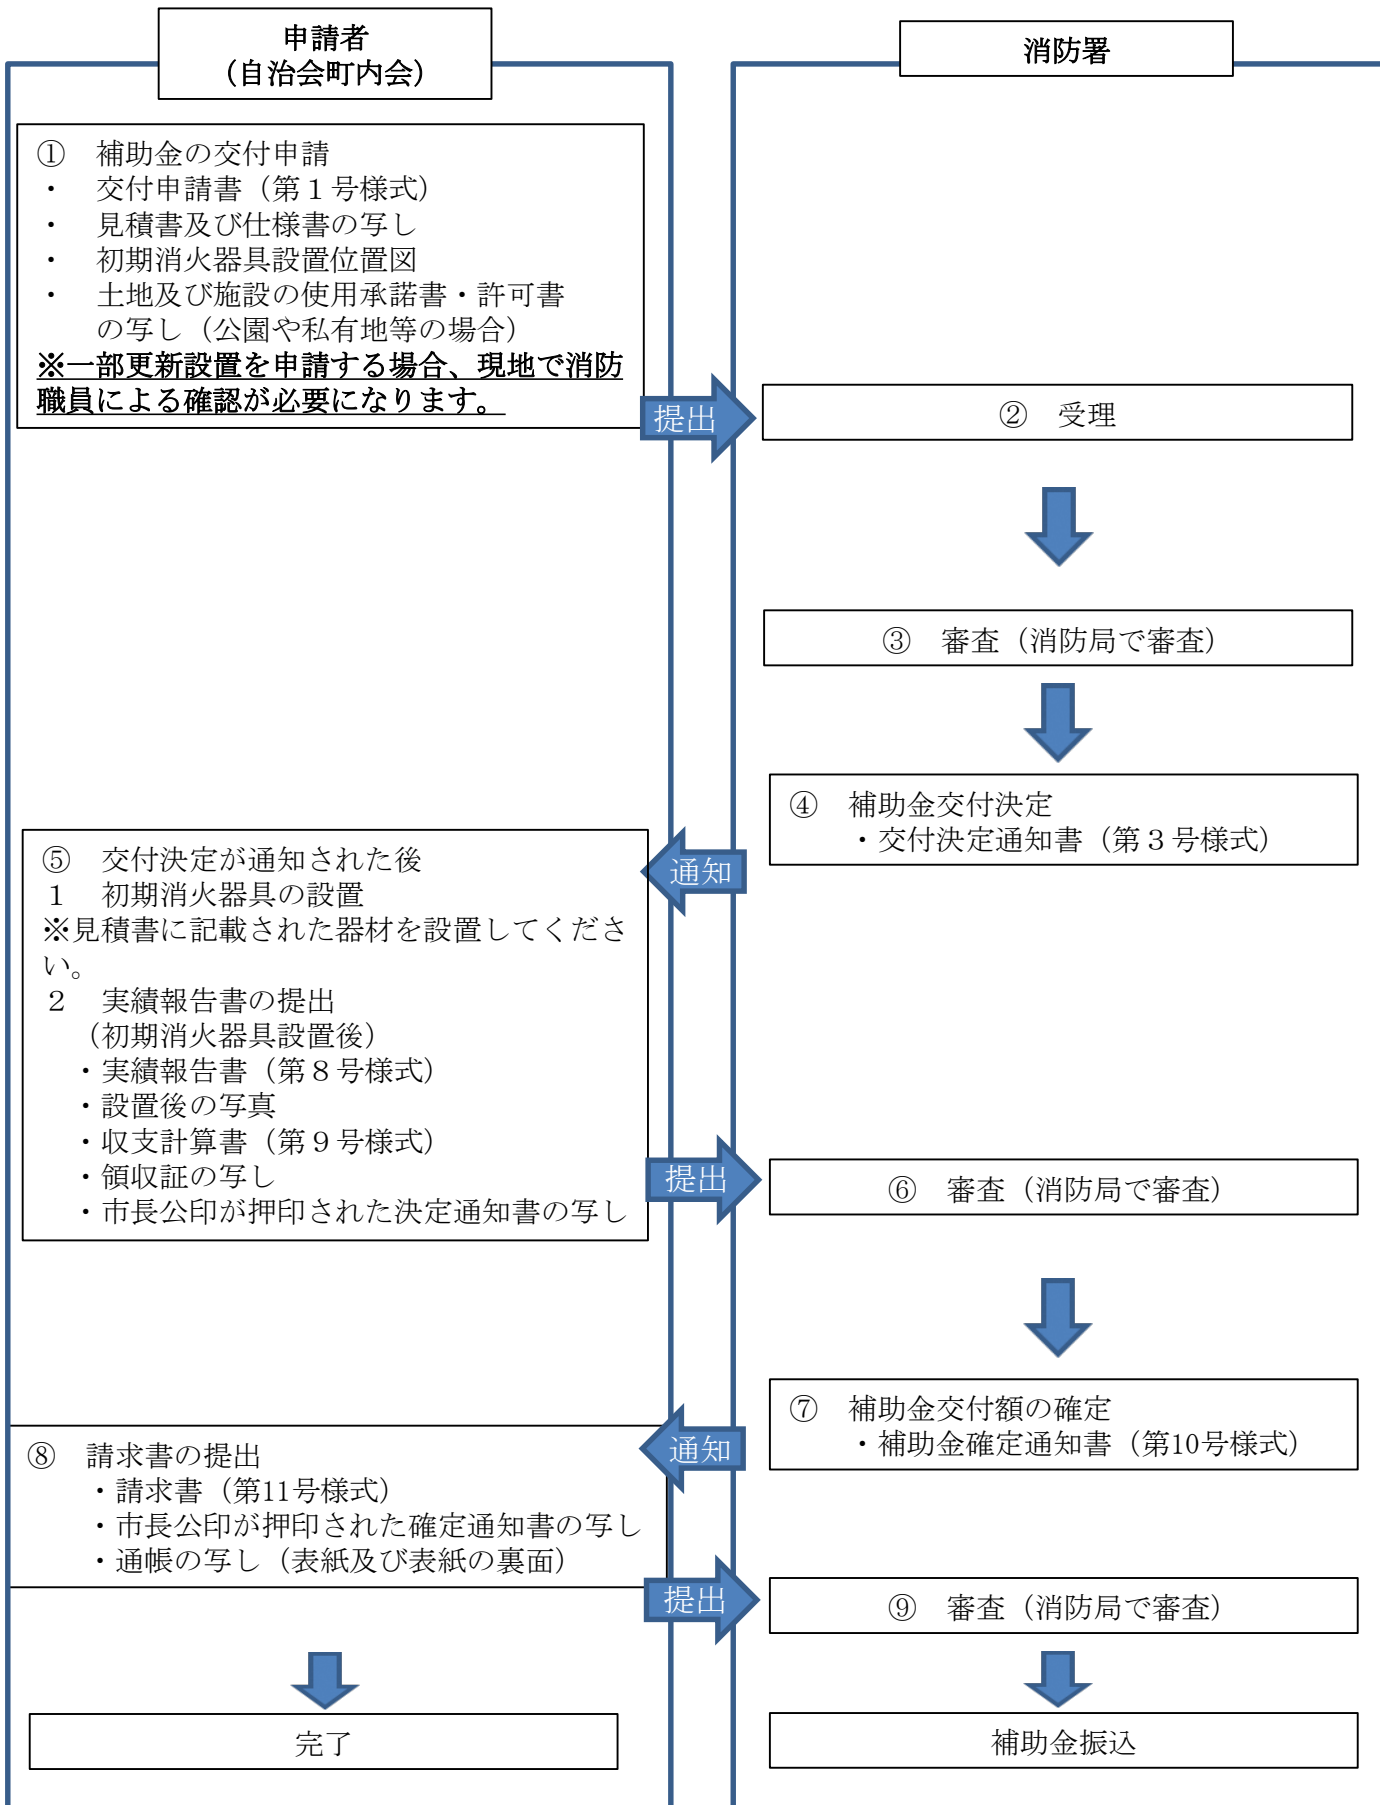 申請者
（自治会町内会）
消防署
①　補助金の交付申請
・　交付申請書（第１号様式）
・　見積書及び仕様書の写し
・　初期消火器具設置位置図
・　土地及び施設の使用承諾書・許可書
の写し（公園や私有地等の場合）
※一部更新設置を申請する場合、現地で消防
職員による確認が必要になります。
提出
②　受理
③　審査（消防局で審査）
④　補助金交付決定
・交付決定通知書（第３号様式）
通知
⑤　交付決定が通知された後
１　初期消火器具の設置
※見積書に記載された器材を設置してくださ
い。
２　実績報告書の提出
（初期消火器具設置後）
・実績報告書（第８号様式）
・設置後の写真
・収支計算書（第９号様式）
・領収証の写し
・市長公印が押印された決定通知書の写し
提出
⑥　審査（消防局で審査）
⑦　補助金交付額の確定
・補助金確定通知書（第10号様式）
通知
⑧　請求書の提出
・請求書（第11号様式）
・市長公印が押印された確定通知書の写し
・通帳の写し（表紙及び表紙の裏面）
提出
⑨　審査（消防局で審査）
完了
補助金振込